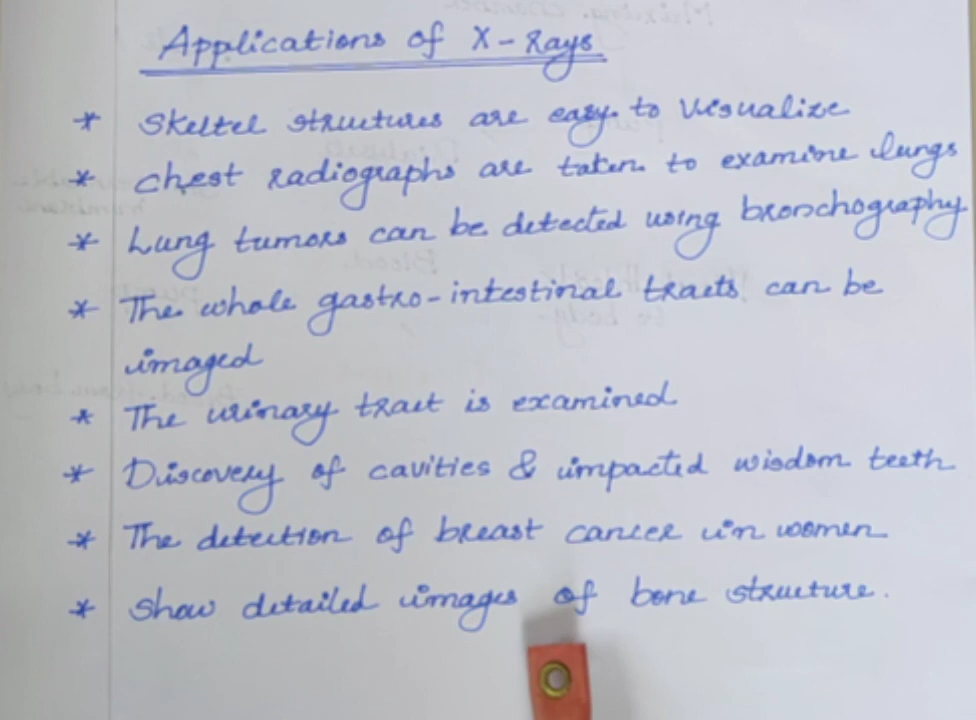 Applications of X-Rays
* Skeltel structures are easy to visualize
* chest radiographs are taken to examine lungs
* Lung tumors can be detected using bronchography
* The whole gastro-intestinal tracts can be
imaged
* The urinary tract is examined
* Discovery of cavities & impacted wisdom teeth
* The detection of breast cancer in women
* Show detailed images of bone structure.